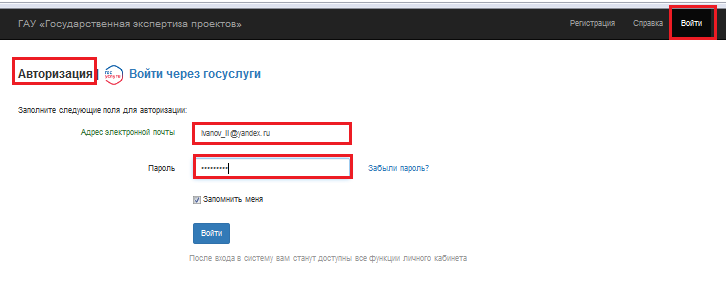 ГАУ «Государственная экспертиза проектов» Регистрация Справка Войти
Авторизация | гос услуги Войти через госуслуги
Заполните следующие поля для авторизации:
Адрес электронной почты ivanov_ii@yandex.ru
Пароль ••••••••• Забыли пароль?
Запомнить меня
Войти
После входа в систему вам станут доступны все функции личного кабинета